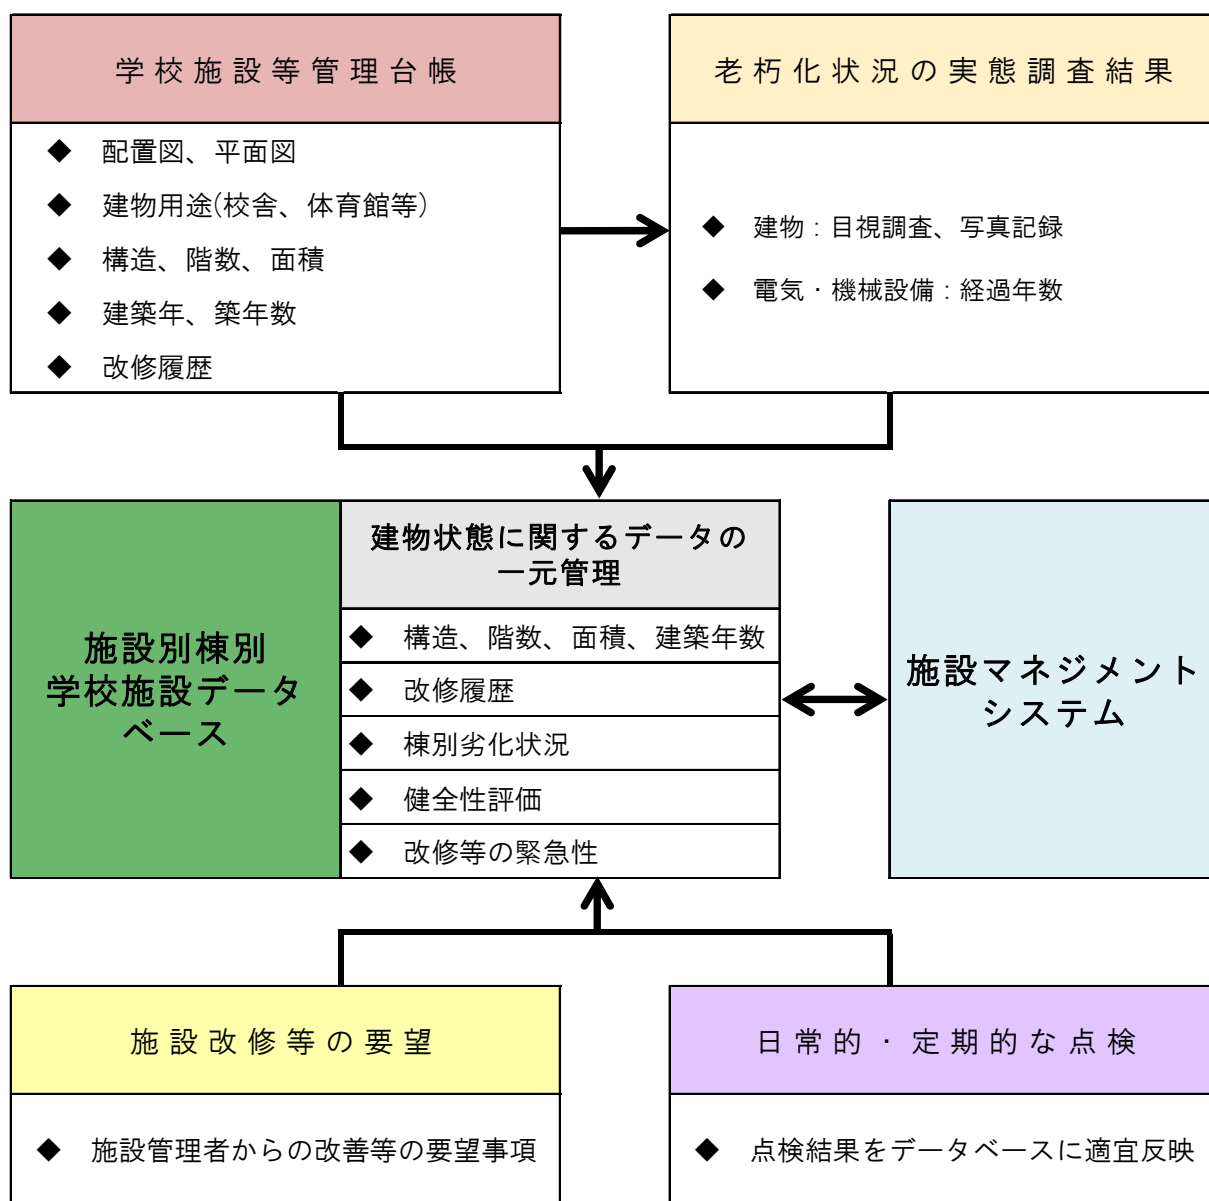 学校施設等管理台帳
◆ 配置図、平面図
◆ 建物用途(校舎、体育館等)
◆ 構造、階数、面積
◆ 建築年、築年数
◆ 改修履歴
老朽化状況の実態調査結果
◆ 建物：目視調査、写真記録
◆ 電気・機械設備：経過年数
施設別棟別
学校施設データ
ベース
建物状態に関するデータの
一元管理
◆ 構造、階数、面積、建築年数
◆ 改修履歴
◆ 棟別劣化状況
◆ 健全性評価
◆ 改修等の緊急性
施設マネジメント
システム
施設改修等の要望
◆ 施設管理者からの改善等の要望事項
日常的・定期的な点検
◆ 点検結果をデータベースに適宜反映